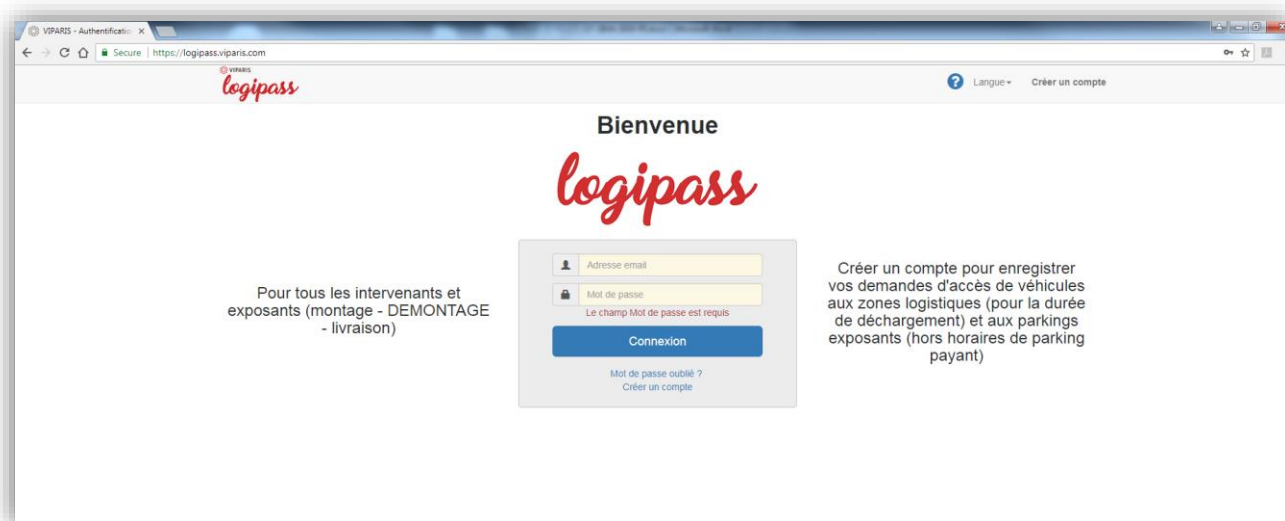 VIPARIS - Authentificatio
Secure | https://logipass.viparis.com
VIPARIS
logipass
Langue
Créer un compte
Bienvenue
logipass
Adresse email
Mot de passe
Le champ Mot de passe est requis
Connexion
Mot de passe oublié ?
Créer un compte
Pour tous les intervenants et
exposants (montage - DEMONTAGE
- livraison)
Créer un compte pour enregistrer
vos demandes d'accès de véhicules
aux zones logistiques (pour la durée
de déchargement) et aux parkings
exposants (hors horaires de parking
payant)